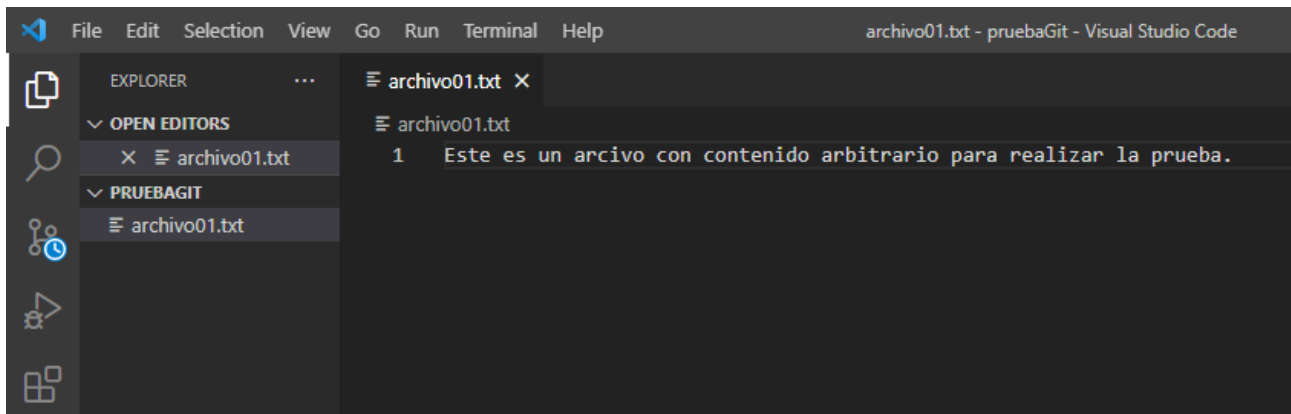 File Edit Selection View Go Run Terminal Help archivo01.txt - pruebaGit - Visual Studio Code
EXPLORER ...
OPEN EDITORS
archivo01.txt
PRUEBAGIT
archivo01.txt
archivo01.txt
archivo01.txt
1 Este es un arcivo con contenido arbitrario para realizar la prueba.